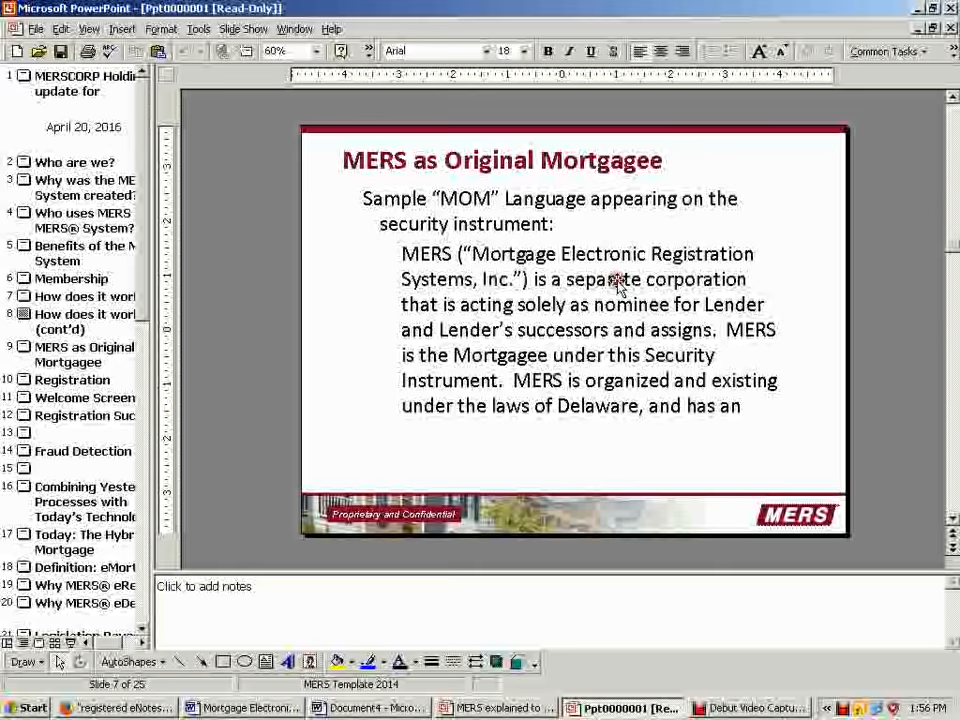 Microsoft PowerPoint - [Ppt0000001 [Read-Only]]
File Edit View Insert Format Tools Slide Show Window Help
60% Arial 18 B I U S A A Common Tasks
1 MERSCORP Holdin
update for
April 20, 2016
2 Who are we?
3 Why was the ME
System created?
4 Who uses MERS
MERS® System?
5 Benefits of the M
System
6 Membership
7 How does it worl
8 How does it worl
(cont'd)
9 MERS as Original
Mortgagee
10 Registration
11 Welcome Screen
12 Registration Suc
13
14 Fraud Detection
15
16 Combining Yeste
Processes with
Today's Technolo
17 Today: The Hybr
Mortgage
18 Definition: eMort
19 Why MERS® eRe
20 Why MERS® eDe
21
MERS as Original Mortgagee
Sample “MOM” Language appearing on the
security instrument:
MERS (“Mortgage Electronic Registration
Systems, Inc.”) is a separate corporation
that is acting solely as nominee for Lender
and Lender’s successors and assigns. MERS
is the Mortgagee under this Security
Instrument. MERS is organized and existing
under the laws of Delaware, and has an
Proprietary and Confidential
MERS
Click to add notes
Draw AutoShapes
Slide 7 of 25 MERS Template 2014
Start "registered eNotes... Mortgage Electroni... Document4 - Micro... MERS explained to ... Ppt0000001 [Re... Debut Video Captu... 1:56 PM